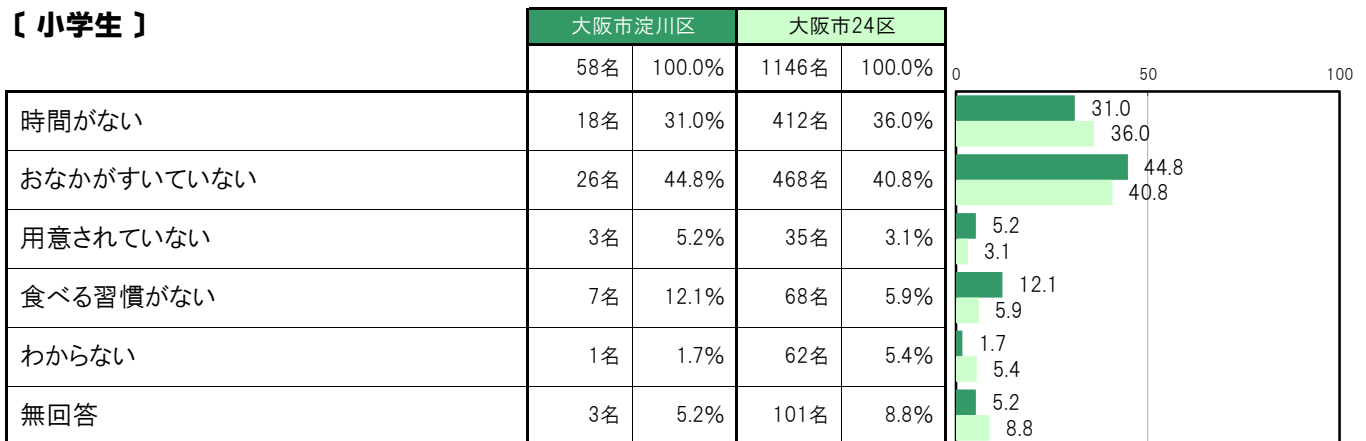 〔 小学生 〕
大阪市淀川区 大阪市24区
58名 100.0% 1146名 100.0%
0 50 100
時間がない 18名 31.0% 412名 36.0%
31.0
36.0
おなかがすいていない 26名 44.8% 468名 40.8%
44.8
40.8
用意されていない 3名 5.2% 35名 3.1%
5.2
3.1
食べる習慣がない 7名 12.1% 68名 5.9%
12.1
5.9
わからない 1名 1.7% 62名 5.4%
1.7
5.4
無回答 3名 5.2% 101名 8.8%
5.2
8.8